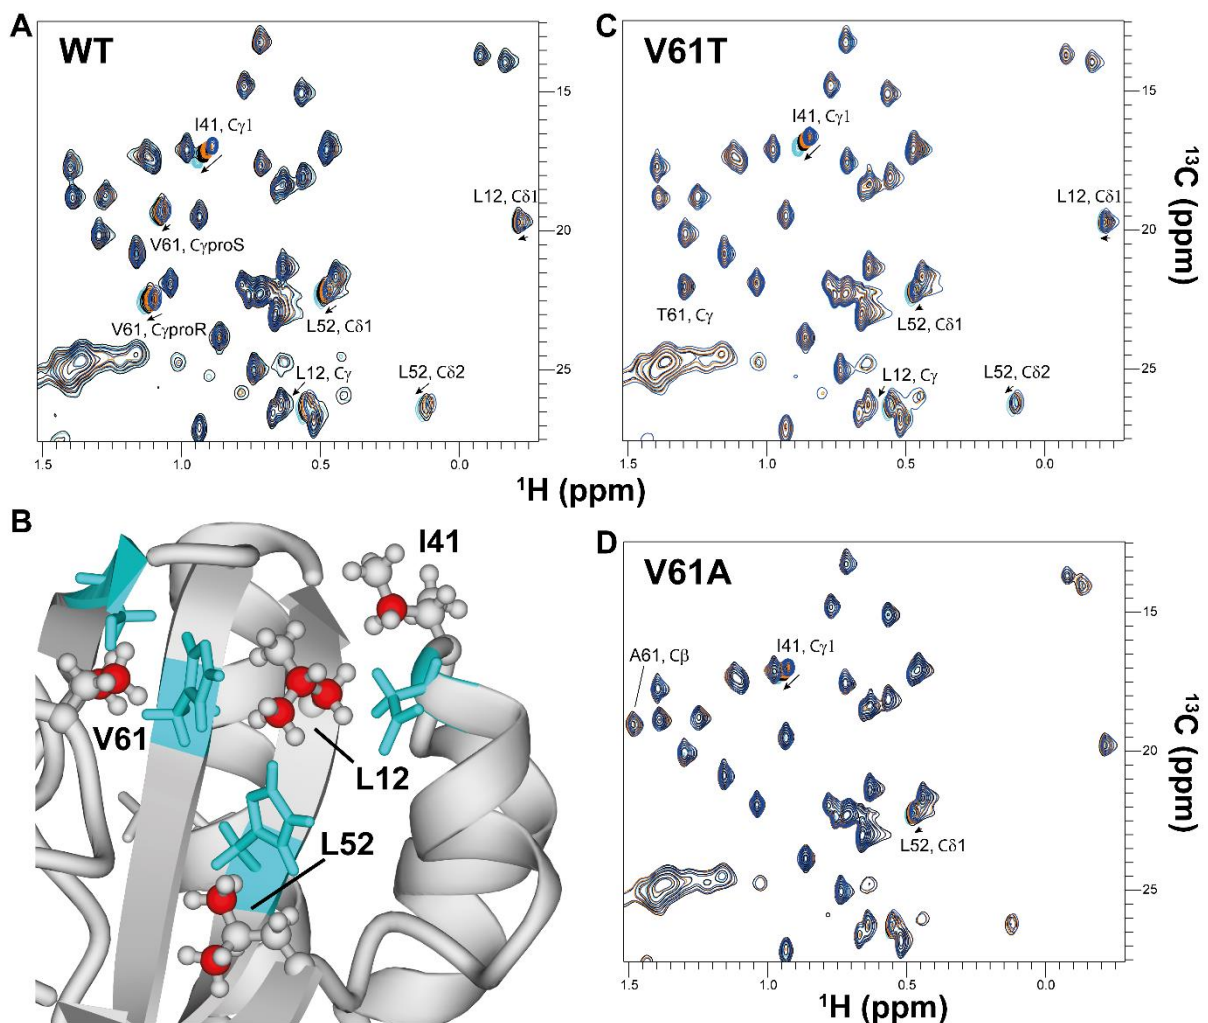 A
WT
I41, Cγ1
V61, CγproS
V61, CγproR
L12, Cδ1
L52, Cδ1
L12, Cγ
L52, Cδ2
15
20
25
1.5
1.0
0.5
0.0
C
V61T
I41, Cγ1
L12, Cδ1
T61, Cγ
L52, Cδ1
L12, Cγ
L52, Cδ2
15
20
25
13C (ppm)
1.5
1.0
0.5
0.0
1H (ppm)
B
I41
V61
L12
L52
D
V61A
A61, Cβ
I41, Cγ1
L52, Cδ1
15
20
25
13C (ppm)
1.5
1.0
0.5
0.0
1H (ppm)